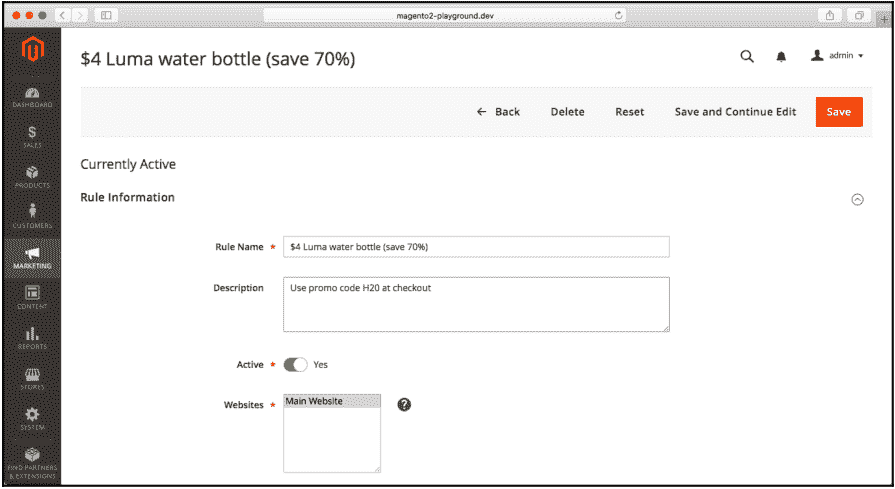 magento2-playground.dev
$4 Luma water bottle (save 70%)
admin
Back
Delete
Reset
Save and Continue Edit
Save
DASHBOARD
SALES
PRODUCTS
CUSTOMERS
MARKETING
CONTENT
REPORTS
STORES
SYSTEM
FIND PARTNERS
& EXTENSIONS
Currently Active
Rule Information
Rule Name * $4 Luma water bottle (save 70%)
Description Use promo code H20 at checkout
Active * Yes
Websites * Main Website ?